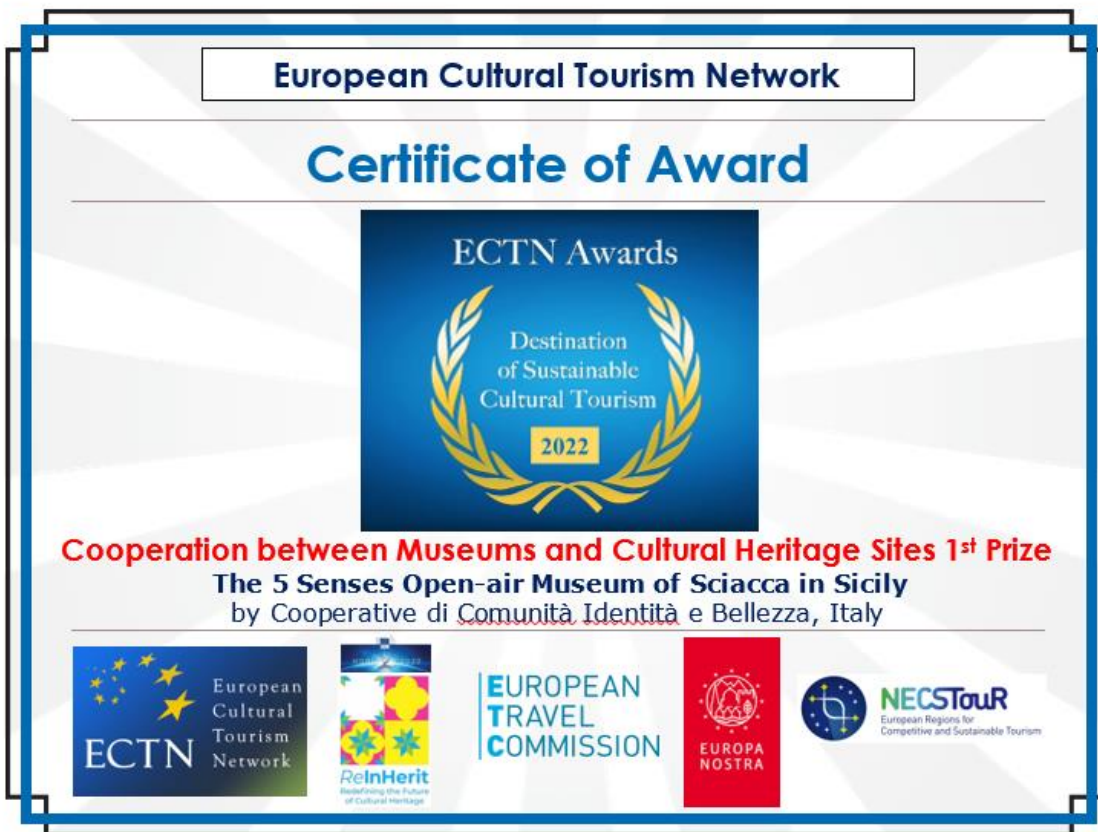 European Cultural Tourism Network
Certificate of Award
ECTN Awards
Destination
of Sustainable
Cultural Tourism
2022
Cooperation between Museums and Cultural Heritage Sites 1st Prize
The 5 Senses Open-air Museum of Sciacca in Sicily
by Cooperative di Comunità Identità e Bellezza, Italy
ECTN
European
Cultural
Tourism
Network
ReInHerit
Redefining the Future
of Cultural Heritage
EUROPEAN
TRAVEL
COMMISSION
EUROPA
NOSTRA
NECSTouR
European Regions for
Competitive and Sustainable Tourism